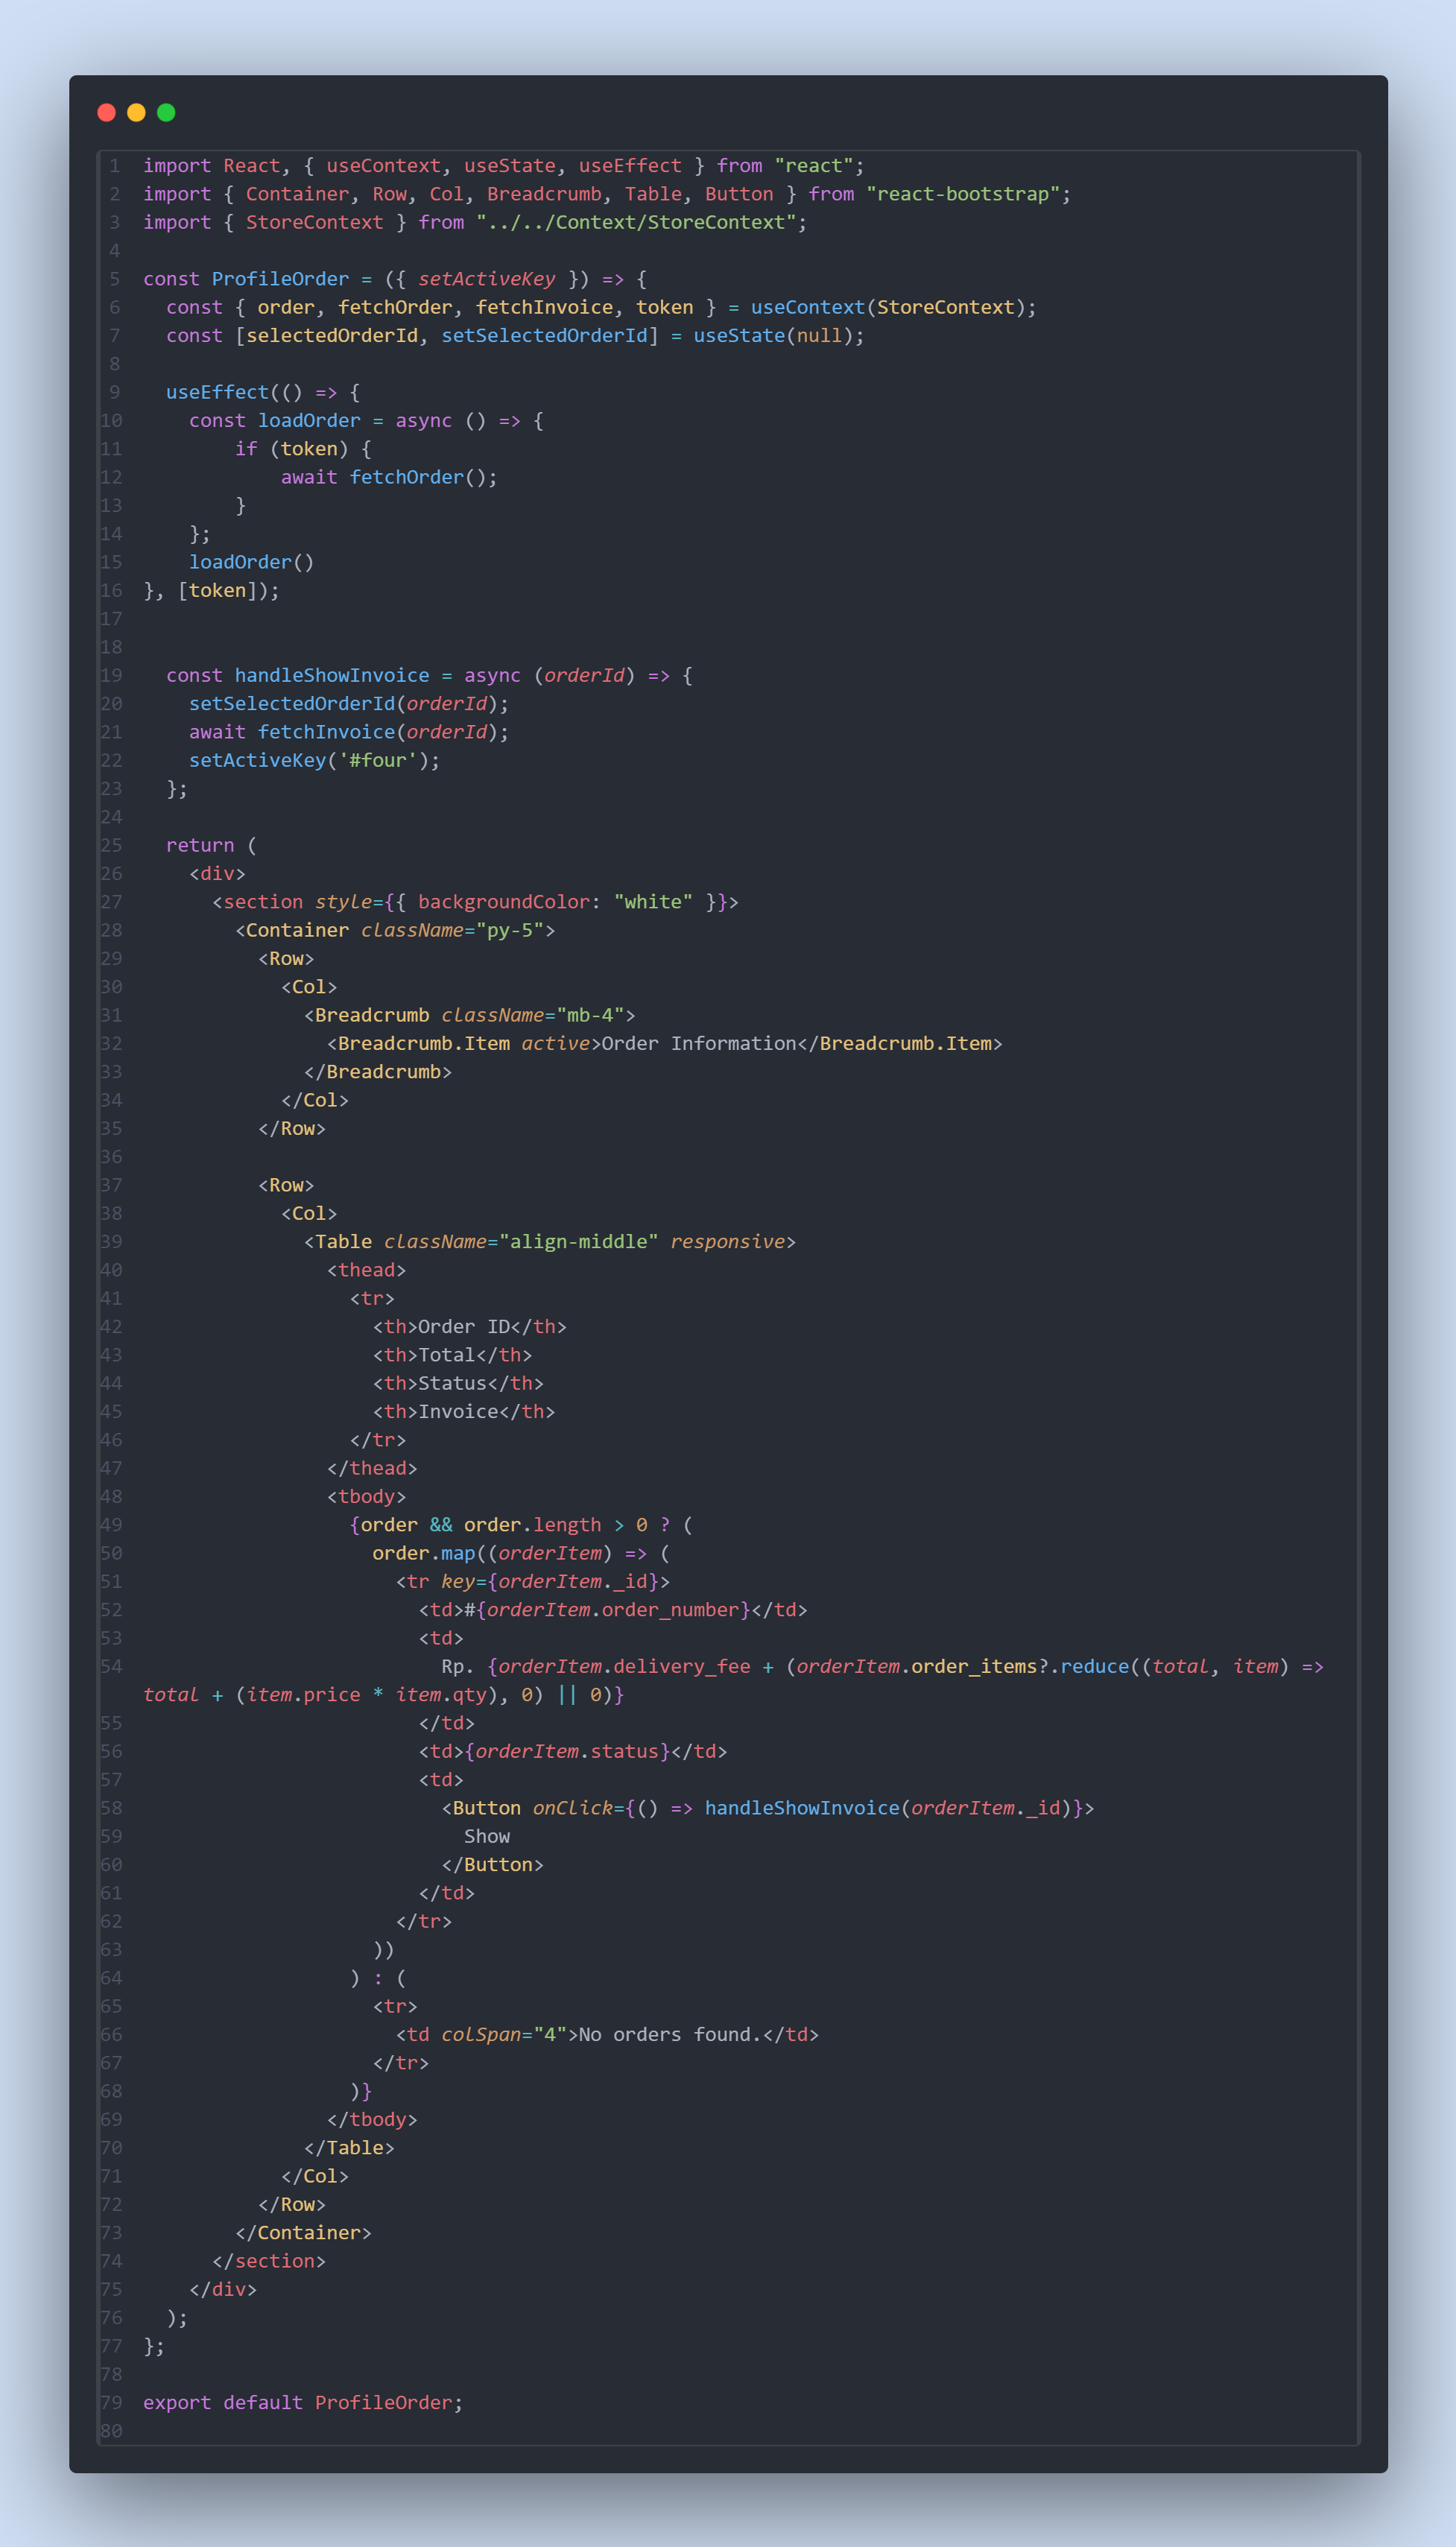 1 import React, { useContext, useState, useEffect } from "react";
2 import { Container, Row, Col, Breadcrumb, Table, Button } from "react-bootstrap";
3 import { StoreContext } from "../../Context/StoreContext";
4
5 const ProfileOrder = ({ setActiveKey }) => {
6   const { order, fetchOrder, fetchInvoice, token } = useContext(StoreContext);
7   const [selectedOrderId, setSelectedOrderId] = useState(null);
8
9   useEffect(() => {
10     const loadOrder = async () => {
11         if (token) {
12             await fetchOrder();
13         }
14     };
15     loadOrder()
16 }, [token]);
17
18
19   const handleShowInvoice = async (orderId) => {
20     setSelectedOrderId(orderId);
21     await fetchInvoice(orderId);
22     setActiveKey('#four');
23   };
24
25   return (
26     <div>
27       <section style={{ backgroundColor: "white" }}>
28         <Container className="py-5">
29           <Row>
30             <Col>
31               <Breadcrumb className="mb-4">
32                 <Breadcrumb.Item active>Order Information</Breadcrumb.Item>
33               </Breadcrumb>
34             </Col>
35           </Row>
36
37           <Row>
38             <Col>
39               <Table className="align-middle" responsive>
40                 <thead>
41                   <tr>
42                     <th>Order ID</th>
43                     <th>Total</th>
44                     <th>Status</th>
45                     <th>Invoice</th>
46                   </tr>
47                 </thead>
48                 <tbody>
49                   {order && order.length > 0 ? (
50                     order.map((orderItem) => (
51                       <tr key={orderItem._id}>
52                         <td>#{orderItem.order_number}</td>
53                         <td>
54                           Rp. {orderItem.delivery_fee + (orderItem.order_items?.reduce((total, item) =>
total + (item.price * item.qty), 0) || 0)}
55                         </td>
56                         <td>{orderItem.status}</td>
57                         <td>
58                           <Button onClick={() => handleShowInvoice(orderItem._id)}>
59                             Show
60                           </Button>
61                         </td>
62                       </tr>
63                     ))
64                   ) : (
65                     <tr>
66                       <td colSpan="4">No orders found.</td>
67                     </tr>
68                   )}
69                 </tbody>
70               </Table>
71             </Col>
72           </Row>
73         </Container>
74       </section>
75     </div>
76   );
77 };
78
79 export default ProfileOrder;
80